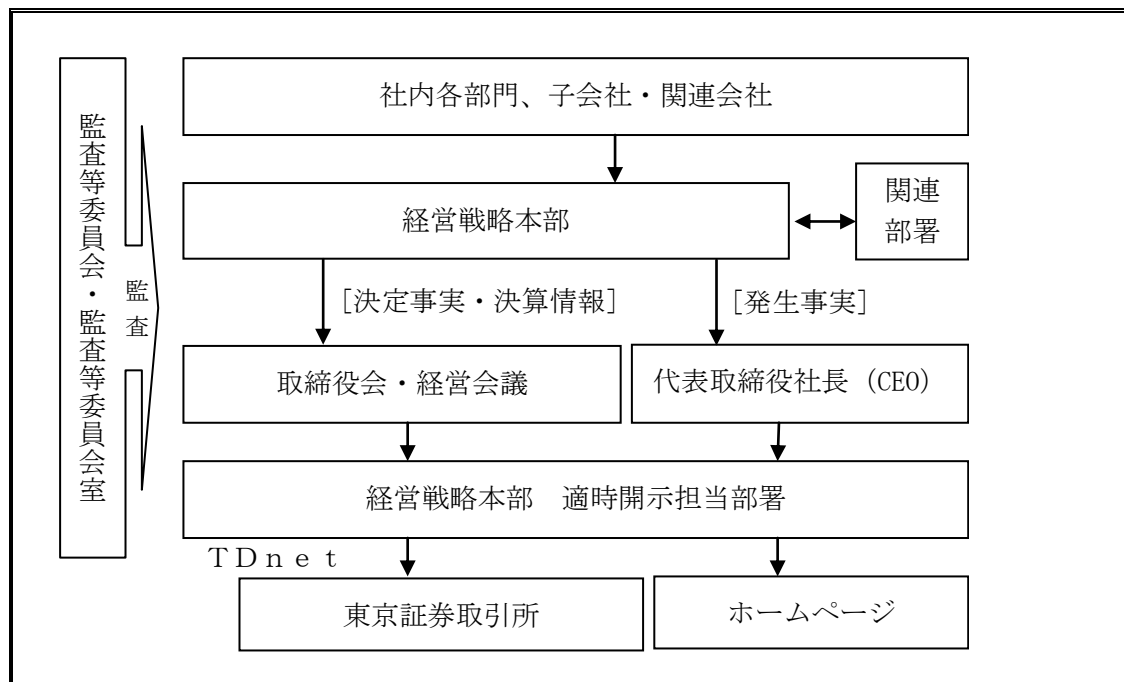 監査等委員会・監査等委員会室
監査
社内各部門、子会社・関連会社
経営戦略本部
関連
部署
[決定事実・決算情報]
[発生事実]
取締役会・経営会議
代表取締役社長（CEO）
経営戦略本部　適時開示担当部署
ＴＤｎｅｔ
東京証券取引所
ホームページ